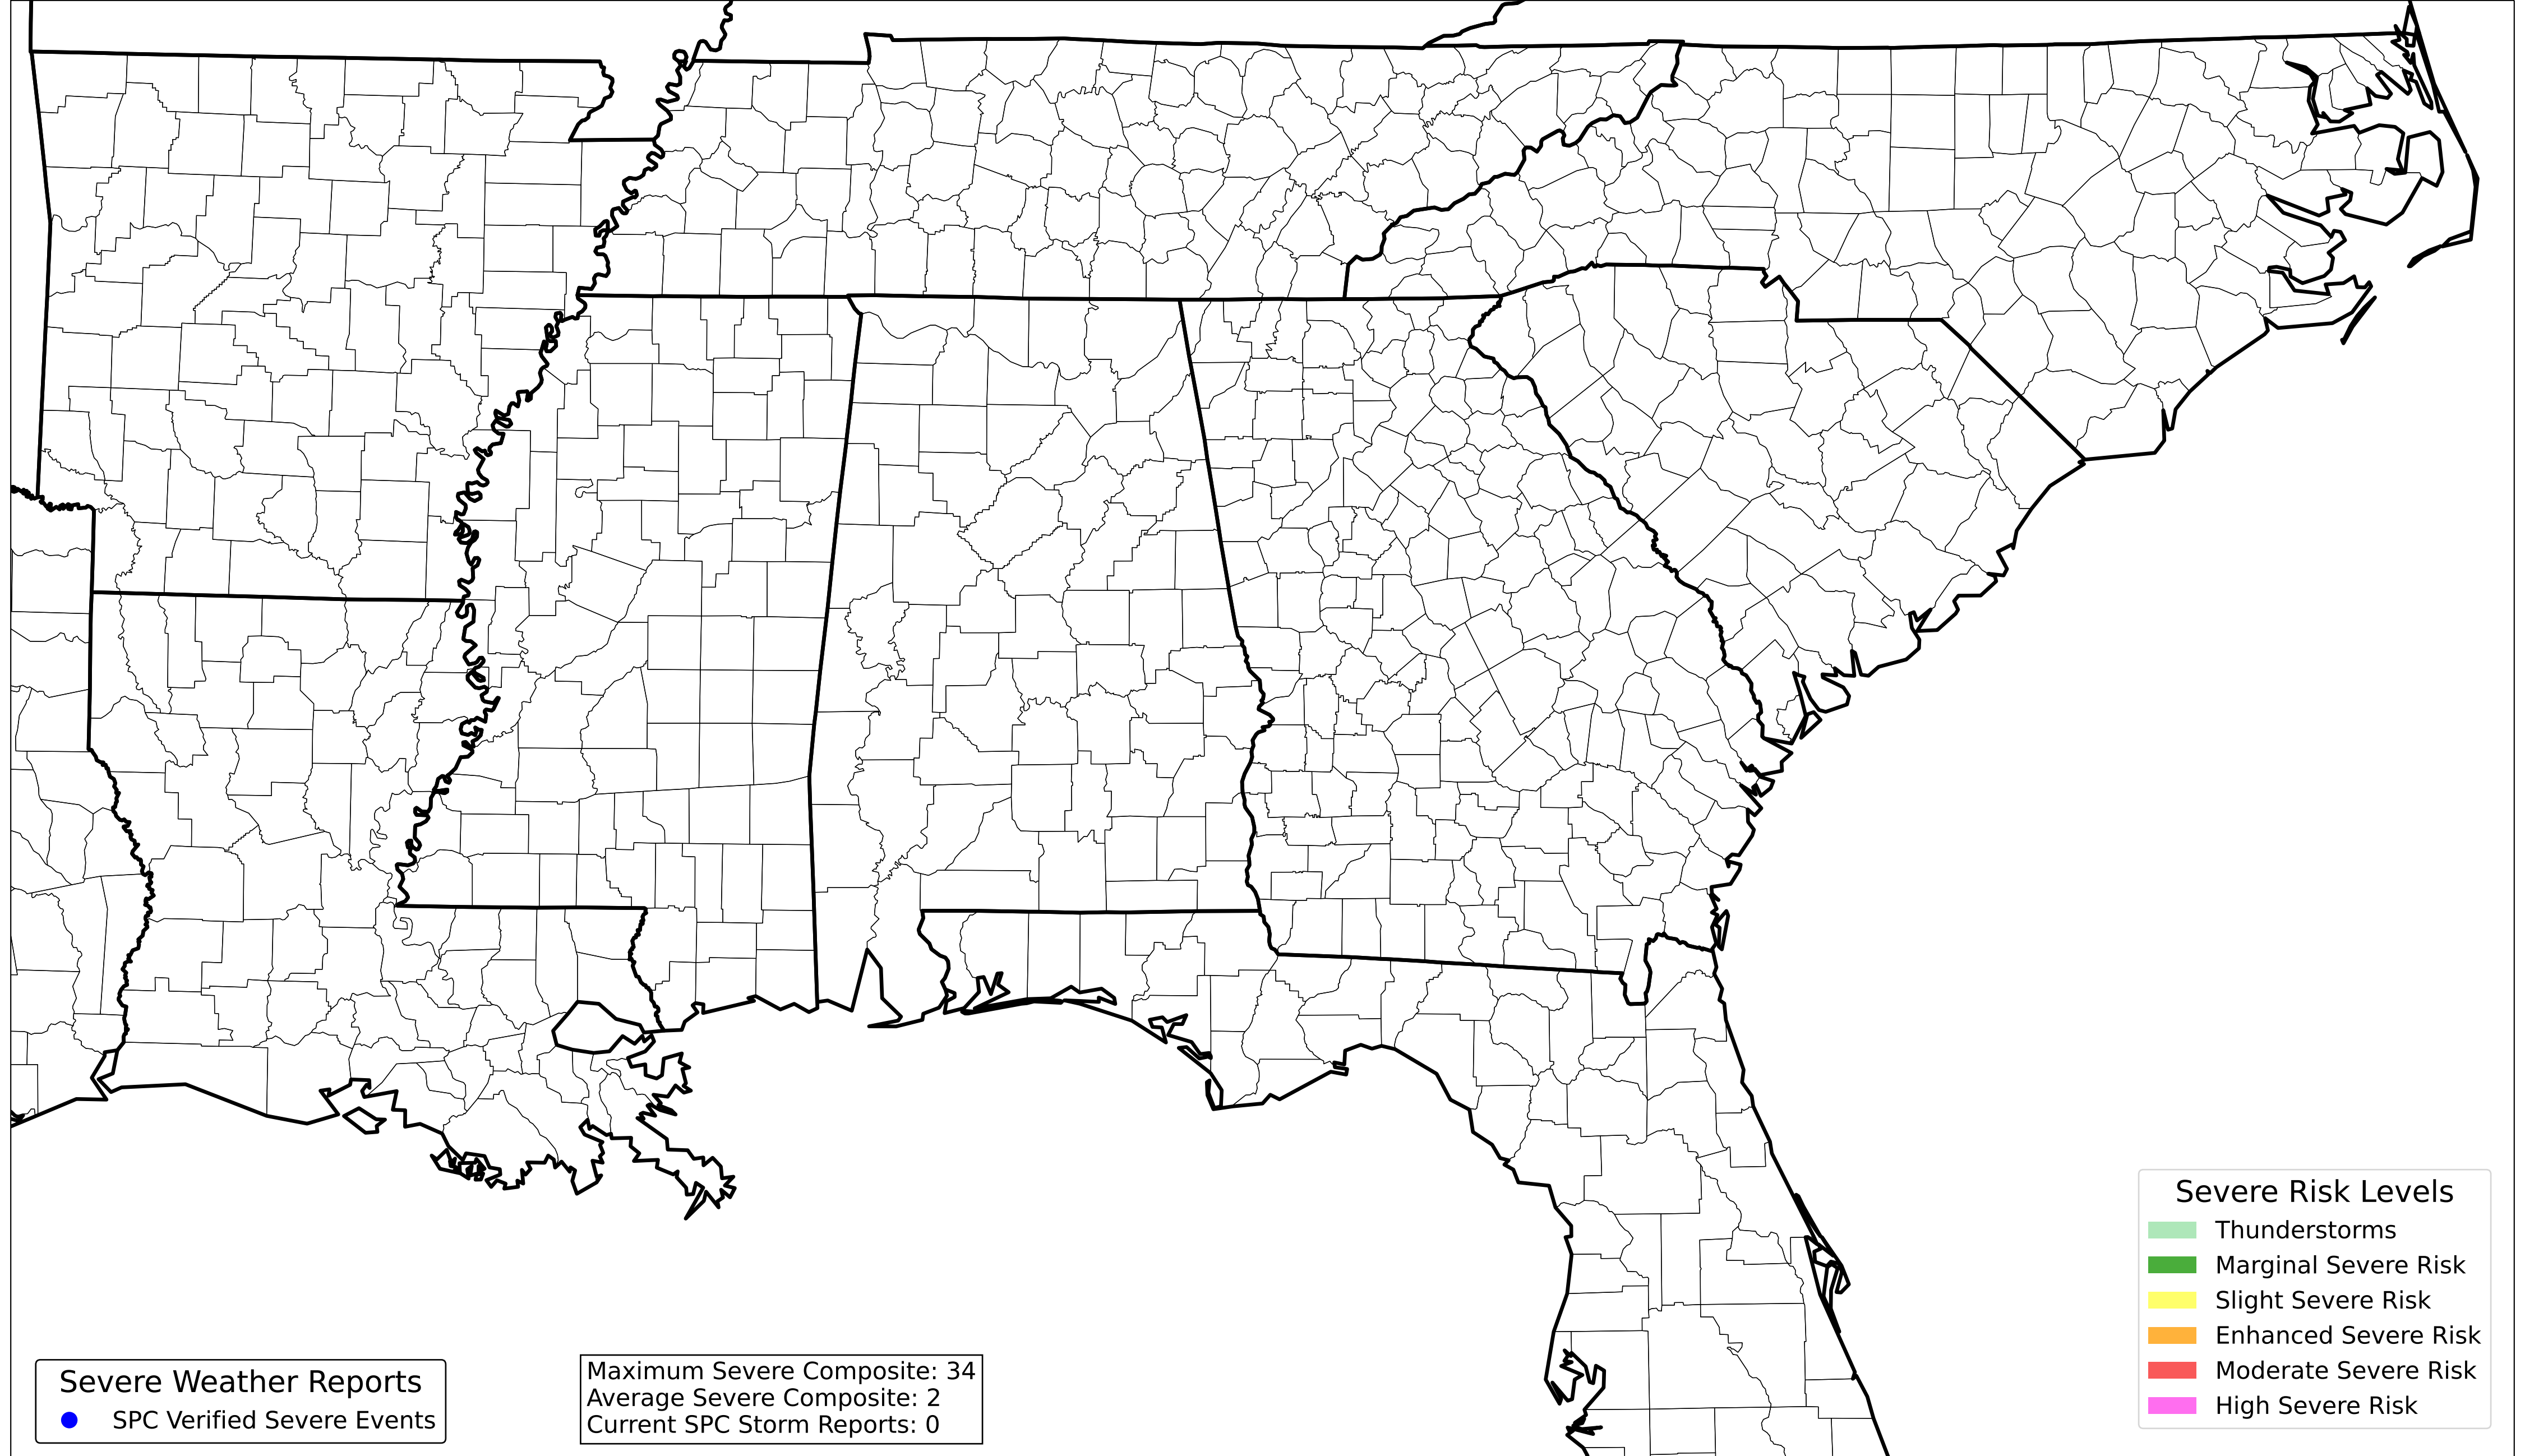 Severe Weather Reports
SPC Verified Severe Events
Maximum Severe Composite: 34
Average Severe Composite: 2
Current SPC Storm Reports: 0
Severe Risk Levels
Thunderstorms
Marginal Severe Risk
Slight Severe Risk
Enhanced Severe Risk
Moderate Severe Risk
High Severe Risk